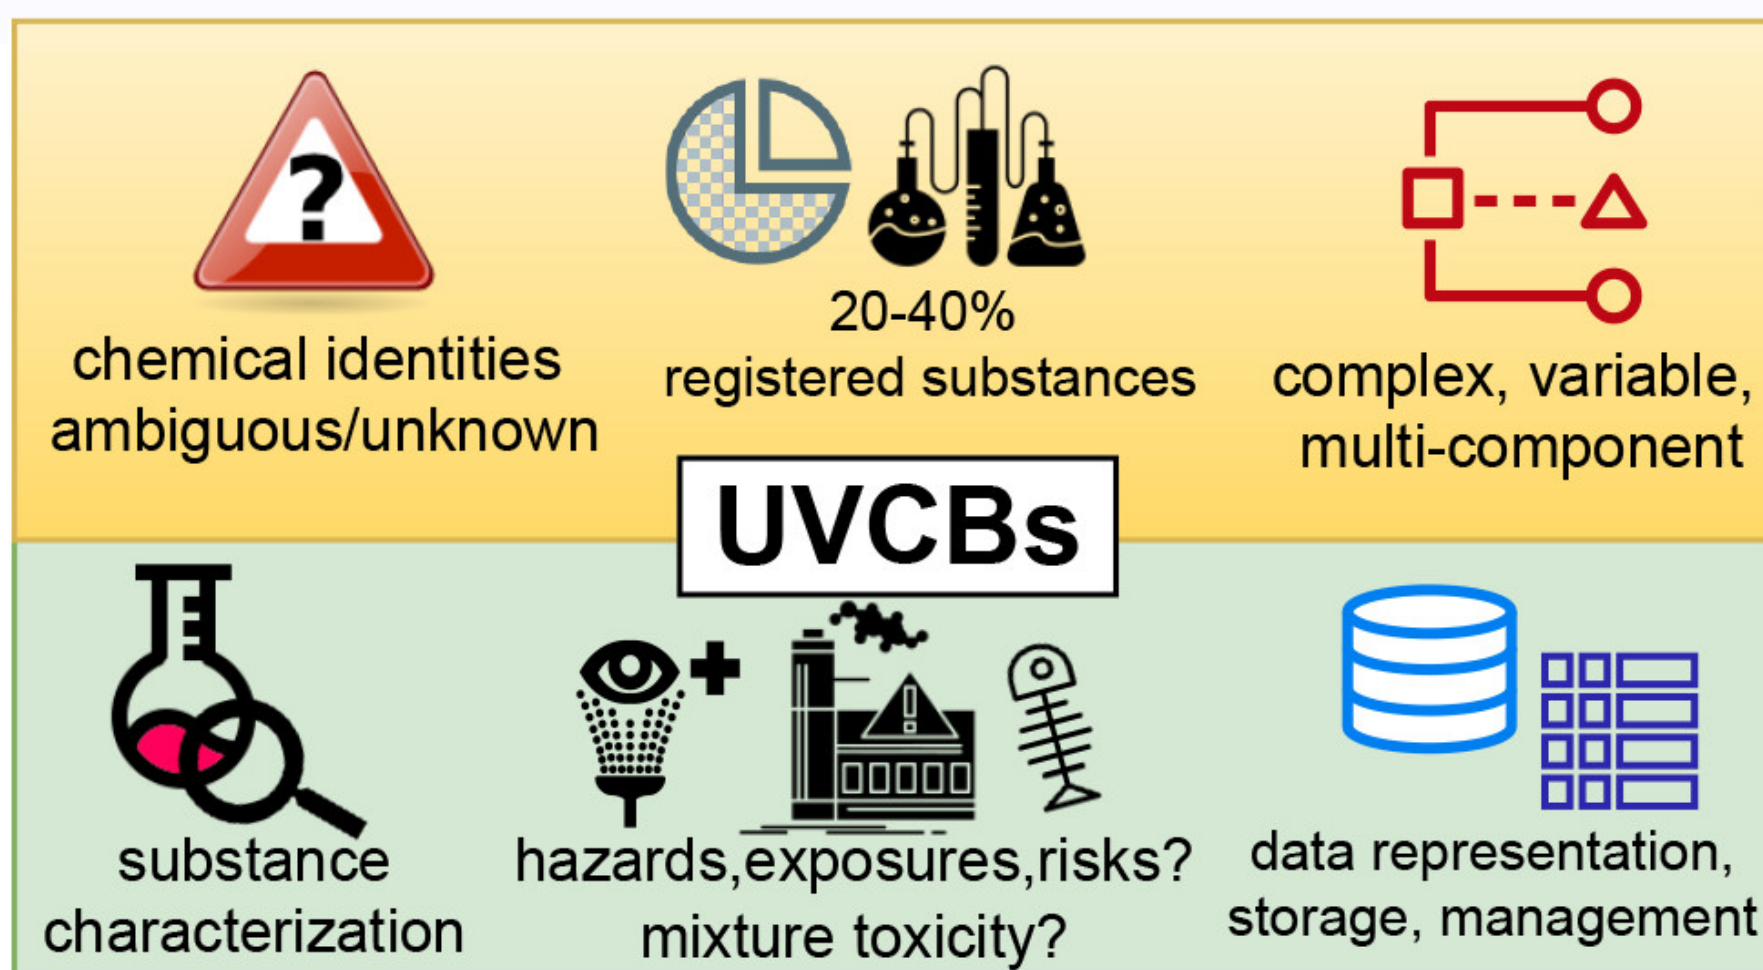 ?
chemical identities
ambiguous/unknown
20-40%
registered substances
complex, variable,
multi-component
UVCBs
substance
characterization
!
hazards,exposures,risks?
mixture toxicity?
data representation,
storage, management